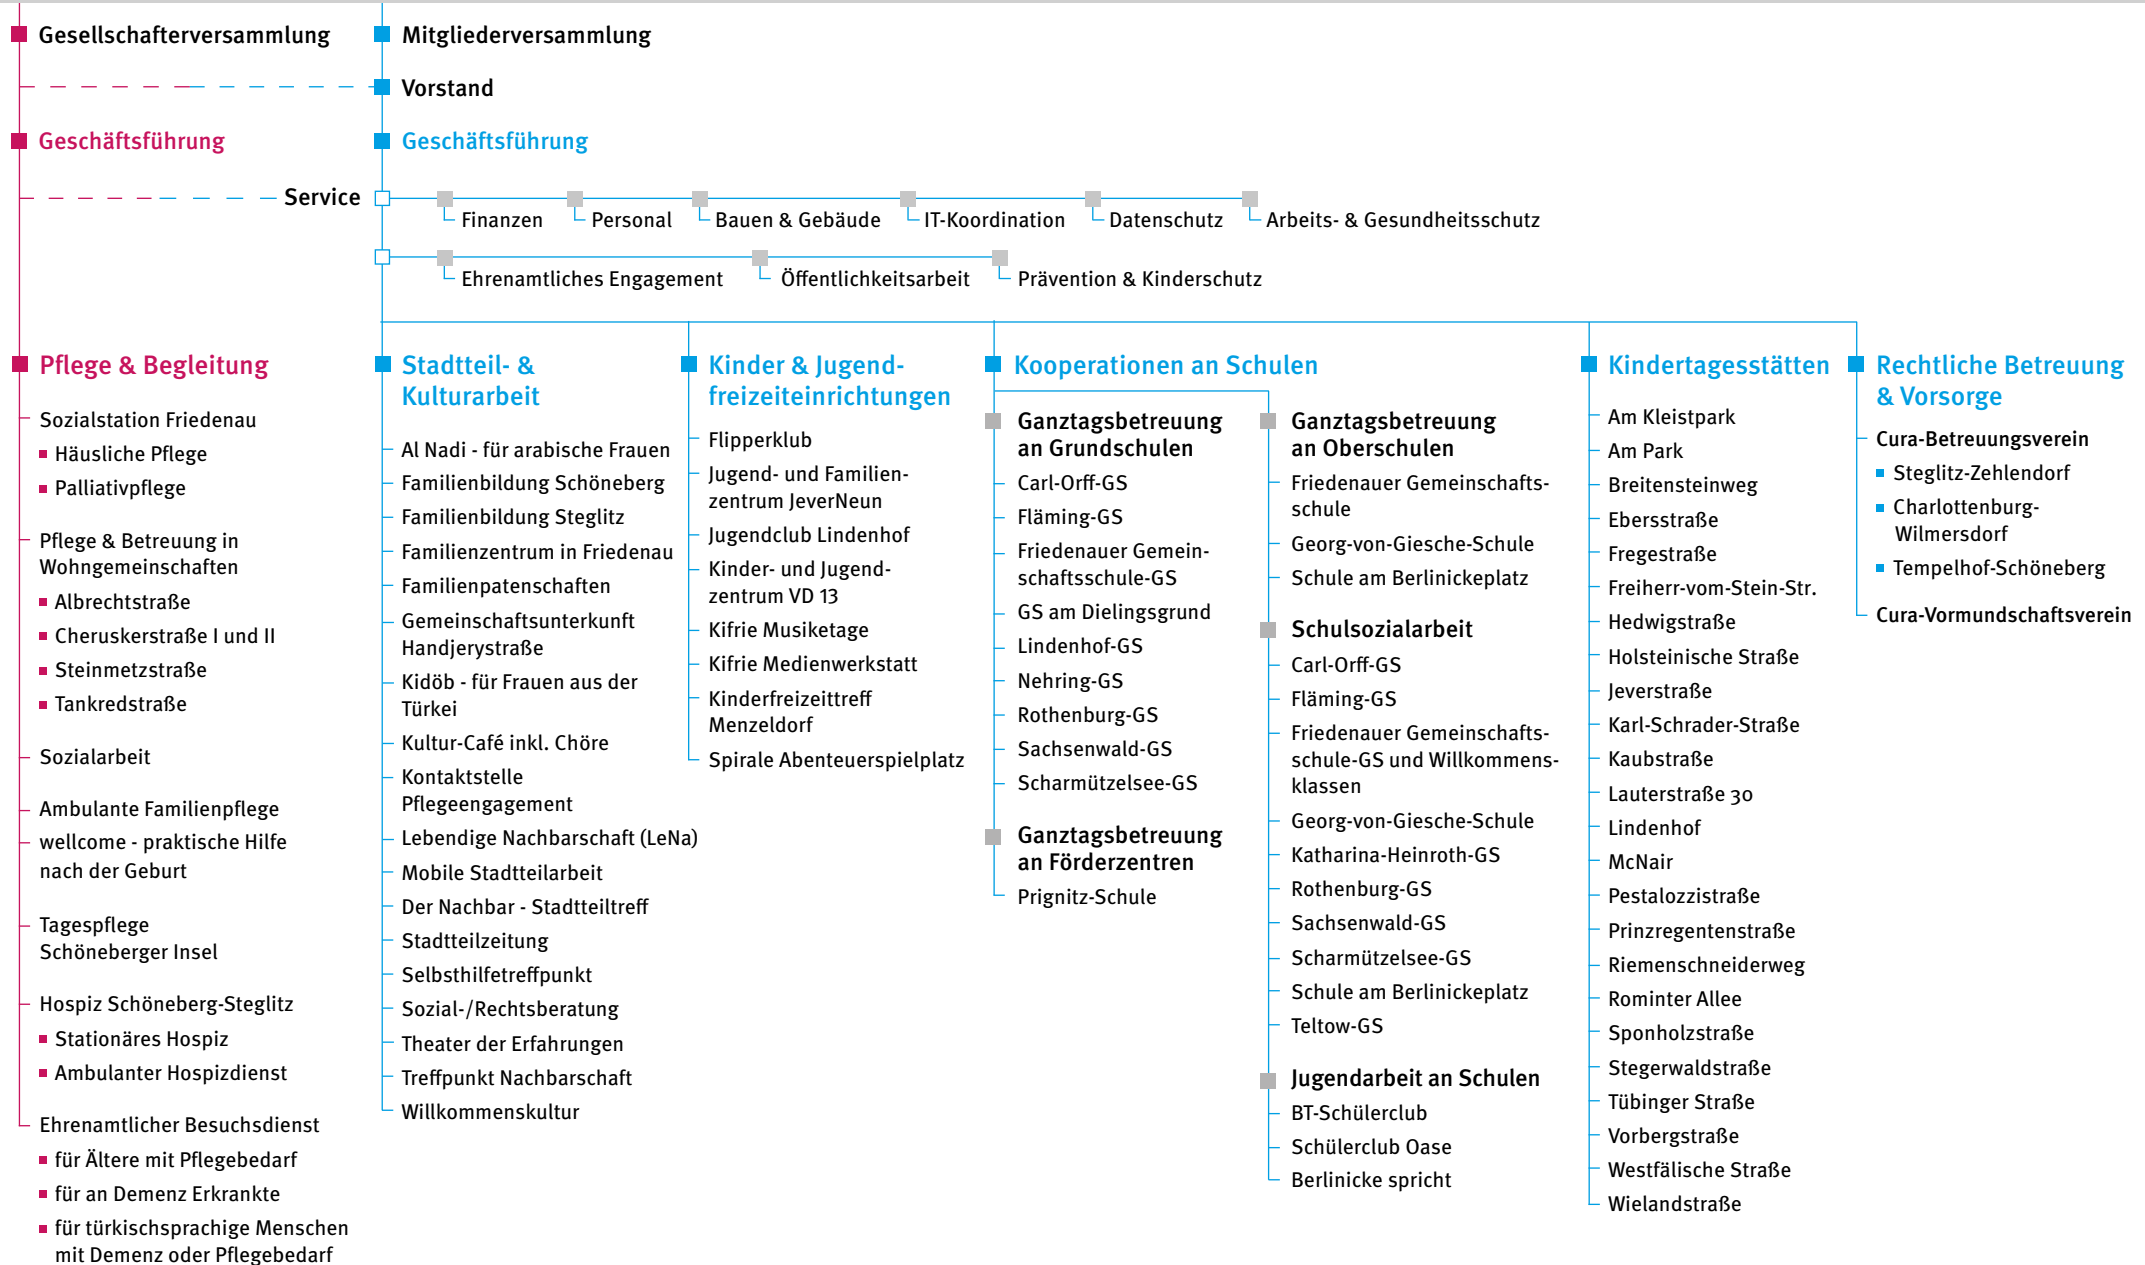 Gesellschafterversammlung
Mitgliederversammlung
Vorstand
Geschäftsführung
Geschäftsführung
Service
Finanzen
Personal
Bauen & Gebäude
IT-Koordination
Datenschutz
Arbeits- & Gesundheitsschutz
Ehrenamtliches Engagement
Öffentlichkeitsarbeit
Prävention & Kinderschutz
Pflege & Begleitung
Sozialstation Friedenau
Häusliche Pflege
Palliativpflege
Pflege & Betreuung in
Wohngemeinschaften
Albrechtstraße
Cheruskerstraße I und II
Steinmetzstraße
Tankredstraße
Sozialarbeit
Ambulante Familienpflege
wellcome - praktische Hilfe
nach der Geburt
Tagespflege
Schöneberger Insel
Hospiz Schöneberg-Steglitz
Stationäres Hospiz
Ambulanter Hospizdienst
Ehrenamtlicher Besuchsdienst
für Ältere mit Pflegebedarf
für an Demenz Erkrankte
für türkischsprachige Menschen
mit Demenz oder Pflegebedarf
Stadtteil- &
Kulturarbeit
Al Nadi - für arabische Frauen
Familienbildung Schöneberg
Familienbildung Steglitz
Familienzentrum in Friedenau
Familienpatenschaften
Gemeinschaftsunterkunft
Handjerystraße
Kidöb - für Frauen aus der
Türkei
Kultur-Café inkl. Chöre
Kontaktstelle
Pflegeengagement
Lebendige Nachbarschaft (LeNa)
Mobile Stadtteilarbeit
Der Nachbar - Stadtteiltreff
Stadtteilzeitung
Selbsthilfetreffpunkt
Sozial-/Rechtsberatung
Theater der Erfahrungen
Treffpunkt Nachbarschaft
Willkommenskultur
Kinder & Jugend-
freizeiteinrichtungen
Flipperklub
Jugend- und Familien-
zentrum JeverNeun
Jugendclub Lindenhof
Kinder- und Jugend-
zentrum VD 13
Kifrie Musiketage
Kifrie Medienwerkstatt
Kinderfreizeittreff
Menzeldorf
Spirale Abenteuerspielplatz
Kooperationen an Schulen
Ganztagsbetreuung
an Grundschulen
Carl-Orff-GS
Fläming-GS
Friedenauer Gemein-
schaftsschule-GS
GS am Dielingsgrund
Lindenhof-GS
Nehring-GS
Rothenburg-GS
Sachsenwald-GS
Scharmützelsee-GS
Ganztagsbetreuung
an Förderzentren
Prignitz-Schule
Ganztagsbetreuung
an Oberschulen
Friedenauer Gemeinschafts-
schule
Georg-von-Giesche-Schule
Schule am Berlinickeplatz
Schulsozialarbeit
Carl-Orff-GS
Fläming-GS
Friedenauer Gemeinschafts-
schule-GS und Willkommens-
klassen
Georg-von-Giesche-Schule
Katharina-Heinroth-GS
Rothenburg-GS
Sachsenwald-GS
Scharmützelsee-GS
Schule am Berlinickeplatz
Teltow-GS
Jugendarbeit an Schulen
BT-Schülerclub
Schülerclub Oase
Berlinicke spricht
Kindertagesstätten
Am Kleistpark
Am Park
Breitensteinweg
Ebersstraße
Fregestraße
Freiherr-vom-Stein-Str.
Hedwigstraße
Holsteinische Straße
Jeverstraße
Karl-Schrader-Straße
Kaubstraße
Lauterstraße 30
Lindenhof
McNair
Pestalozzistraße
Prinzregentenstraße
Riemenschneiderweg
Rominter Allee
Sponholzstraße
Stegerwaldstraße
Tübinger Straße
Vorbergstraße
Westfälische Straße
Wielandstraße
Rechtliche Betreuung
& Vorsorge
Cura-Betreuungsverein
Steglitz-Zehlendorf
Charlottenburg-
Wilmersdorf
Tempelhof-Schöneberg
Cura-Vormundschaftsverein